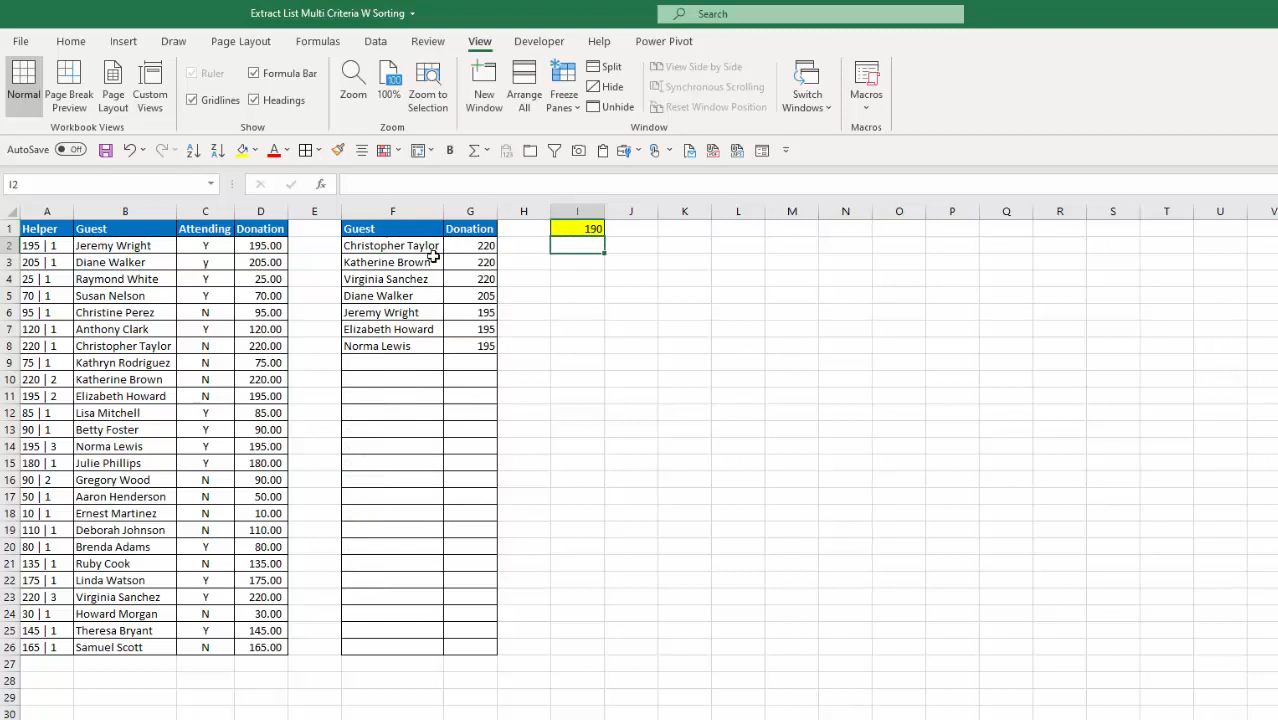 Extract List Multi Criteria W Sorting
Search
File Home Insert Draw Page Layout Formulas Data Review View Developer Help Power Pivot
Normal
Page Break Preview
Page Layout
Custom Views
Workbook Views
Ruler
Formula Bar
Gridlines
Headings
Show
Zoom
100%
Zoom to Selection
Zoom
New Window
Arrange All
Freeze Panes
Split
Hide
Unhide
View Side by Side
Synchronous Scrolling
Reset Window Position
Window
Switch Windows
Macros
Macros
AutoSave Off
I2 fx
A B C D E F G H I J K L M N O P Q R S T U V
1 Helper Guest Attending Donation Guest Donation 190
2 195 | 1 Jeremy Wright Y 195.00 Christopher Taylor 220
3 205 | 1 Diane Walker y 205.00 Katherine Brown 220
4 25 | 1 Raymond White Y 25.00 Virginia Sanchez 220
5 70 | 1 Susan Nelson Y 70.00 Diane Walker 205
6 95 | 1 Christine Perez N 95.00 Jeremy Wright 195
7 120 | 1 Anthony Clark Y 120.00 Elizabeth Howard 195
8 220 | 1 Christopher Taylor N 220.00 Norma Lewis 195
9 75 | 1 Kathryn Rodriguez N 75.00
10 220 | 2 Katherine Brown N 220.00
11 195 | 2 Elizabeth Howard N 195.00
12 85 | 1 Lisa Mitchell Y 85.00
13 90 | 1 Betty Foster Y 90.00
14 195 | 3 Norma Lewis Y 195.00
15 180 | 1 Julie Phillips Y 180.00
16 90 | 2 Gregory Wood N 90.00
17 50 | 1 Aaron Henderson N 50.00
18 10 | 1 Ernest Martinez N 10.00
19 110 | 1 Deborah Johnson N 110.00
20 80 | 1 Brenda Adams Y 80.00
21 135 | 1 Ruby Cook N 135.00
22 175 | 1 Linda Watson Y 175.00
23 220 | 3 Virginia Sanchez Y 220.00
24 30 | 1 Howard Morgan N 30.00
25 145 | 1 Theresa Bryant Y 145.00
26 165 | 1 Samuel Scott N 165.00
27
28
29
30